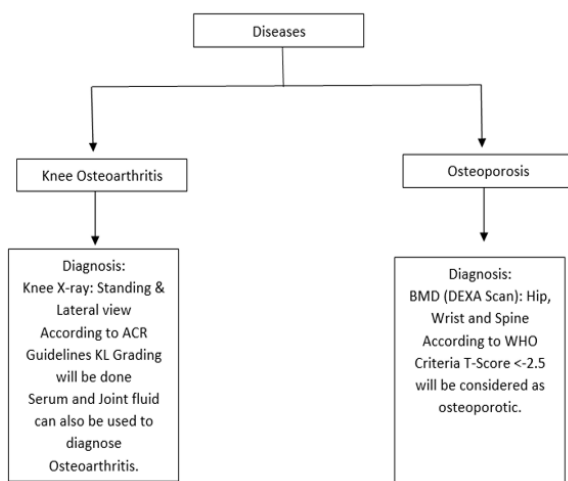 Diseases
Knee Osteoarthritis
Osteoporosis
Diagnosis:
Knee X-ray: Standing &
Lateral view
According to ACR
Guidelines KL Grading
will be done
Serum and Joint fluid
can also be used to
diagnose
Osteoarthritis.
Diagnosis:
BMD (DEXA Scan): Hip,
Wrist and Spine
According to WHO
Criteria T-Score <-2.5
will be considered as
osteoporotic.